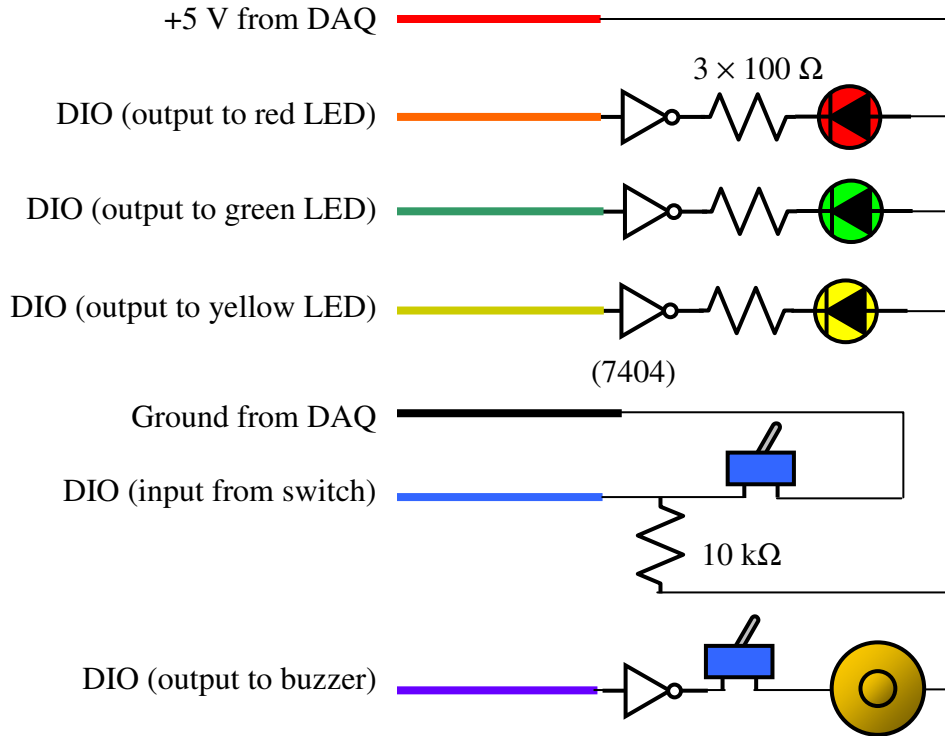 +5 V from DAQ
3 × 100 Ω
DIO (output to red LED)
DIO (output to green LED)
DIO (output to yellow LED)
(7404)
Ground from DAQ
DIO (input from switch)
10 kΩ
DIO (output to buzzer)